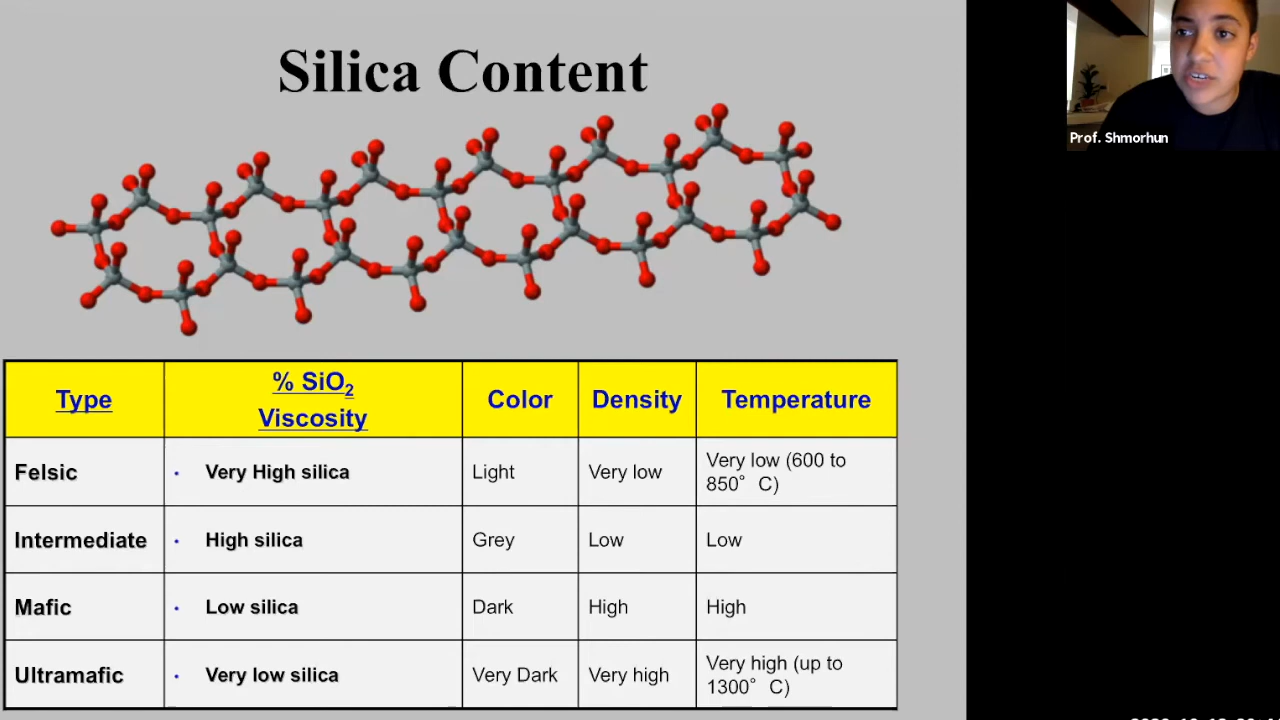 Silica Content
Prof. Shmorhun
Type
% SiO₂
Viscosity
Color
Density
Temperature
Felsic
• Very High silica
Light
Very low
Very low (600 to
850° C)
Intermediate
• High silica
Grey
Low
Low
Mafic
• Low silica
Dark
High
High
Ultramafic
• Very low silica
Very Dark
Very high
Very high (up to
1300° C)